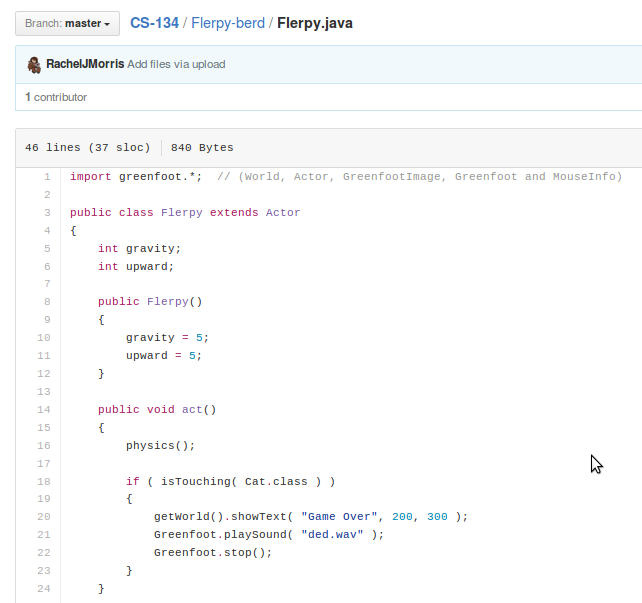 Branch: master CS-134 / Flerpy-berd / Flerpy.java
RachelJMorris Add files via upload
1 contributor
46 lines (37 sloc) 840 Bytes
1 import greenfoot.*;  // (World, Actor, GreenfootImage, Greenfoot and MouseInfo)
2
3 public class Flerpy extends Actor
4 {
5     int gravity;
6     int upward;
7
8     public Flerpy()
9     {
10         gravity = 5;
11         upward = 5;
12     }
13
14     public void act()
15     {
16         physics();
17
18         if ( isTouching( Cat.class ) )
19         {
20             getWorld().showText( "Game Over", 200, 300 );
21             Greenfoot.playSound( "ded.wav" );
22             Greenfoot.stop();
23         }
24     }